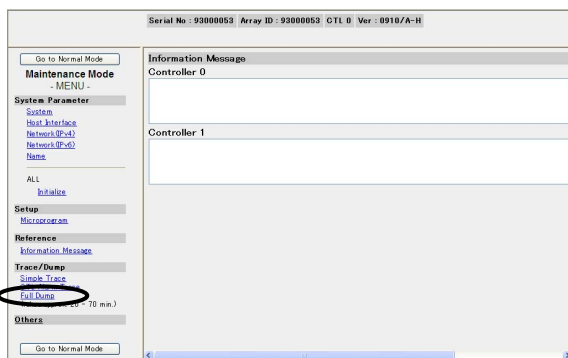 Serial No : 93000053 Array ID : 93000053 CTL 0 Ver : 0910/A-H
Go to Normal Mode
Maintenance Mode
- MENU -
System Parameter
System
Host Interface
Network(IPv4)
Network(IPv6)
Name
ALL
Initialize
Setup
Microprogram
Reference
Information Message
Trace/Dump
Simple Trace
Full Dump
- 70 min.)
Others
Go to Normal Mode
Information Message
Controller 0
Controller 1